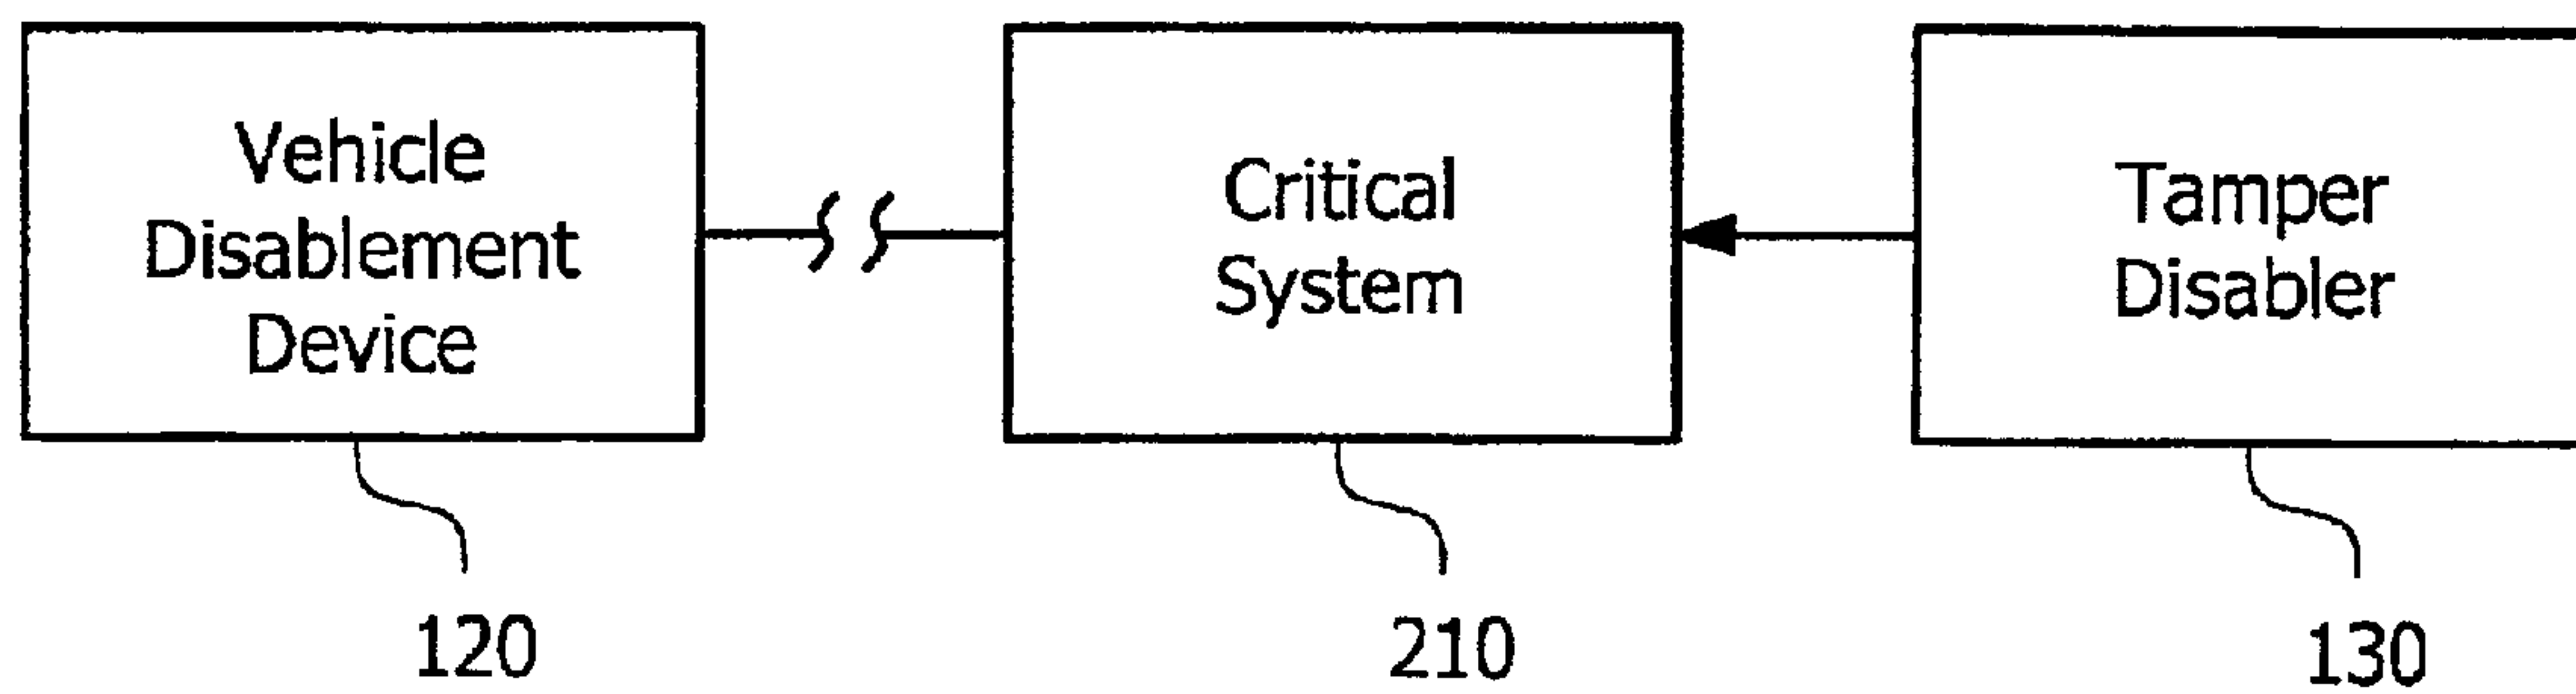 Vehicle
Disablement
Device
Critical
System
Tamper
Disabler
120
210
130